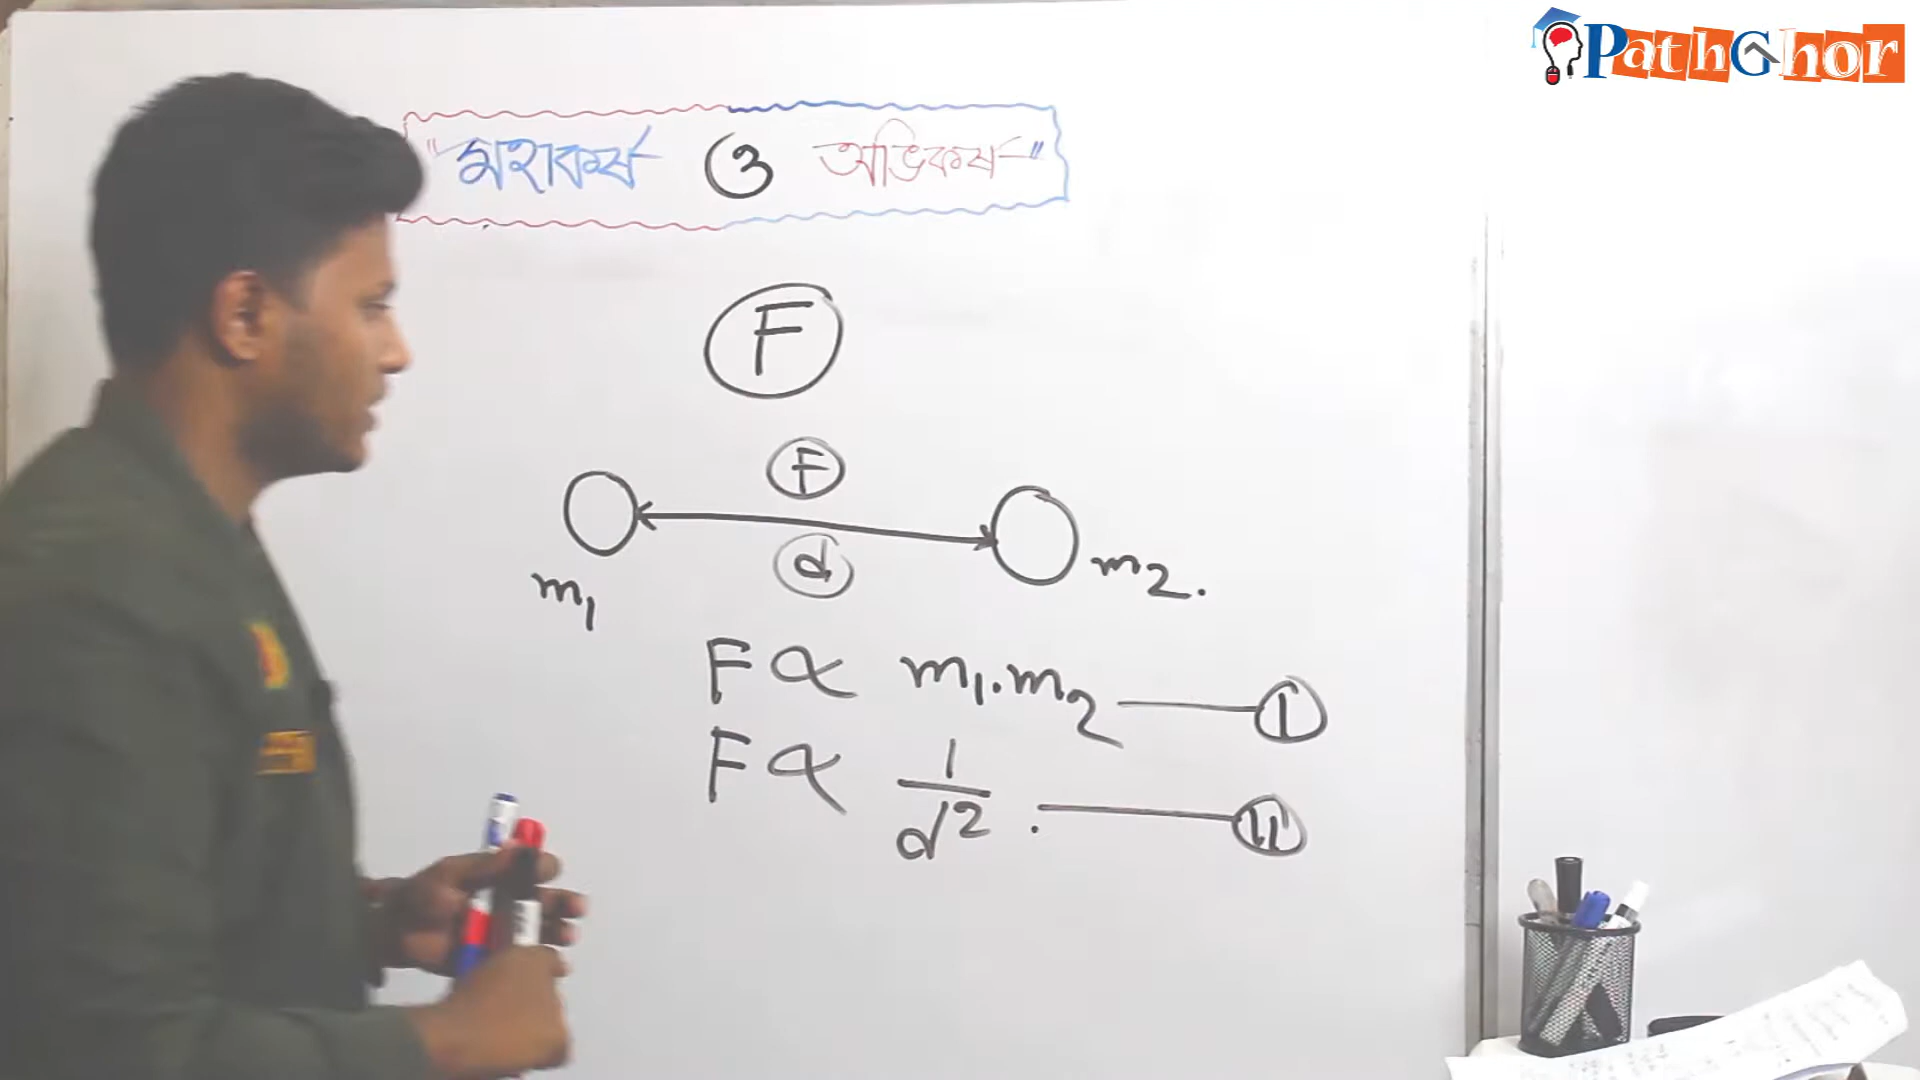 PathGhor
"মহাকর্ষ ও অভিকর্ষ"
F
F
d
m₁
m₂.
F ∝ m₁.m₂ — I
F ∝ 1/d². — II